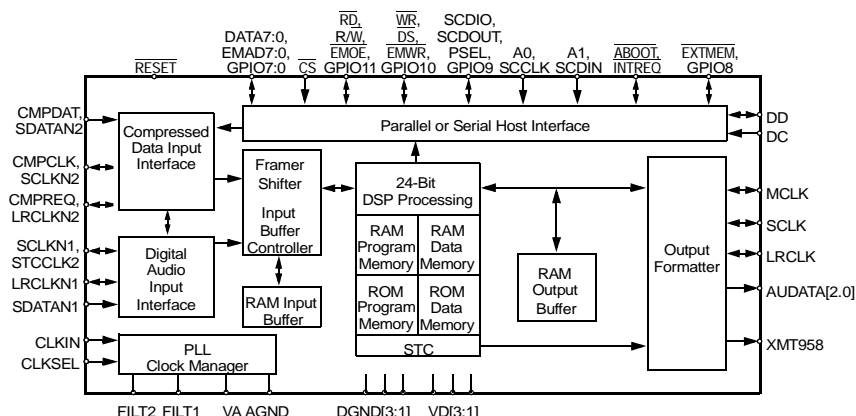 RD, WR, SCDIO,
DATA7:0, R/W, DS, SCDOUT,
EMAD7:0, EMOE, EMWR, PSEL, A0, A1, ABOOT, EXTMEM,
RESET GPIO7:0 CS GPIO11 GPIO10 GPIO9 SCCLK SCDIN INTREQ GPIO8
CMPDAT,
SDATAN2
CMPCLK,
SCLKN2
CMPREQ,
LRCLKN2
SCLKN1,
STCCLK2
LRCLKN1
SDATAN1
CLKIN
CLKSEL
Compressed
Data Input
Interface
Digital
Audio
Input
Interface
Framer
Shifter
Input
Buffer
Controller
RAM Input
Buffer
PLL
Clock Manager
Parallel or Serial Host Interface
24-Bit
DSP Processing
RAM
Program
Memory
RAM
Data
Memory
ROM
Program
Memory
ROM
Data
Memory
STC
RAM
Output
Buffer
Output
Formatter
DD
DC
MCLK
SCLK
LRCLK
AUDATA[2.0]
XMT958
FILT2 FILT1 VA AGND DGND[3:1] VD[3:1]